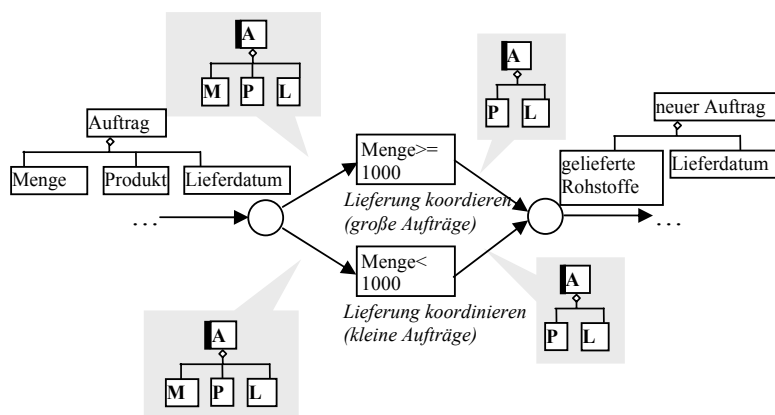 A
M P L
A
P L
Auftrag
Menge Produkt Lieferdatum
neuer Auftrag
gelieferte
Rohstoffe
Lieferdatum
Menge>=
1000
Lieferung koordieren
(große Aufträge)
...
...
Menge<
1000
Lieferung koordinieren
(kleine Aufträge)
A
P L
A
M P L